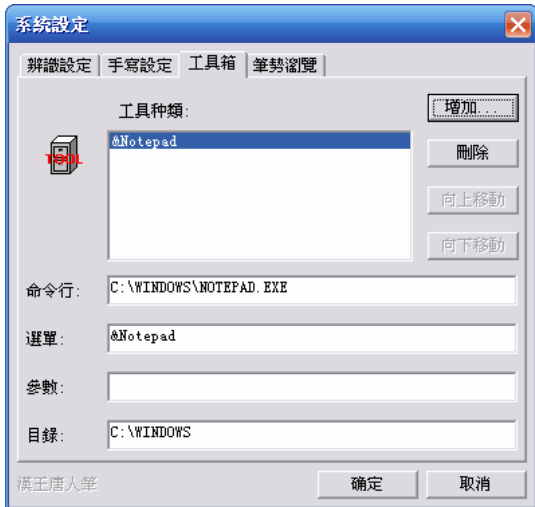 系統設定
辨識設定 手寫設定 工具箱 筆勢瀏覽
工具种類:
增加...
TOOL
&Notepad
刪除
向上移動
向下移動
命令行: C:\WINDOWS\NOTEPAD.EXE
選單: &Notepad
參數:
目錄: C:\WINDOWS
漢王唐人筆
确定 取消